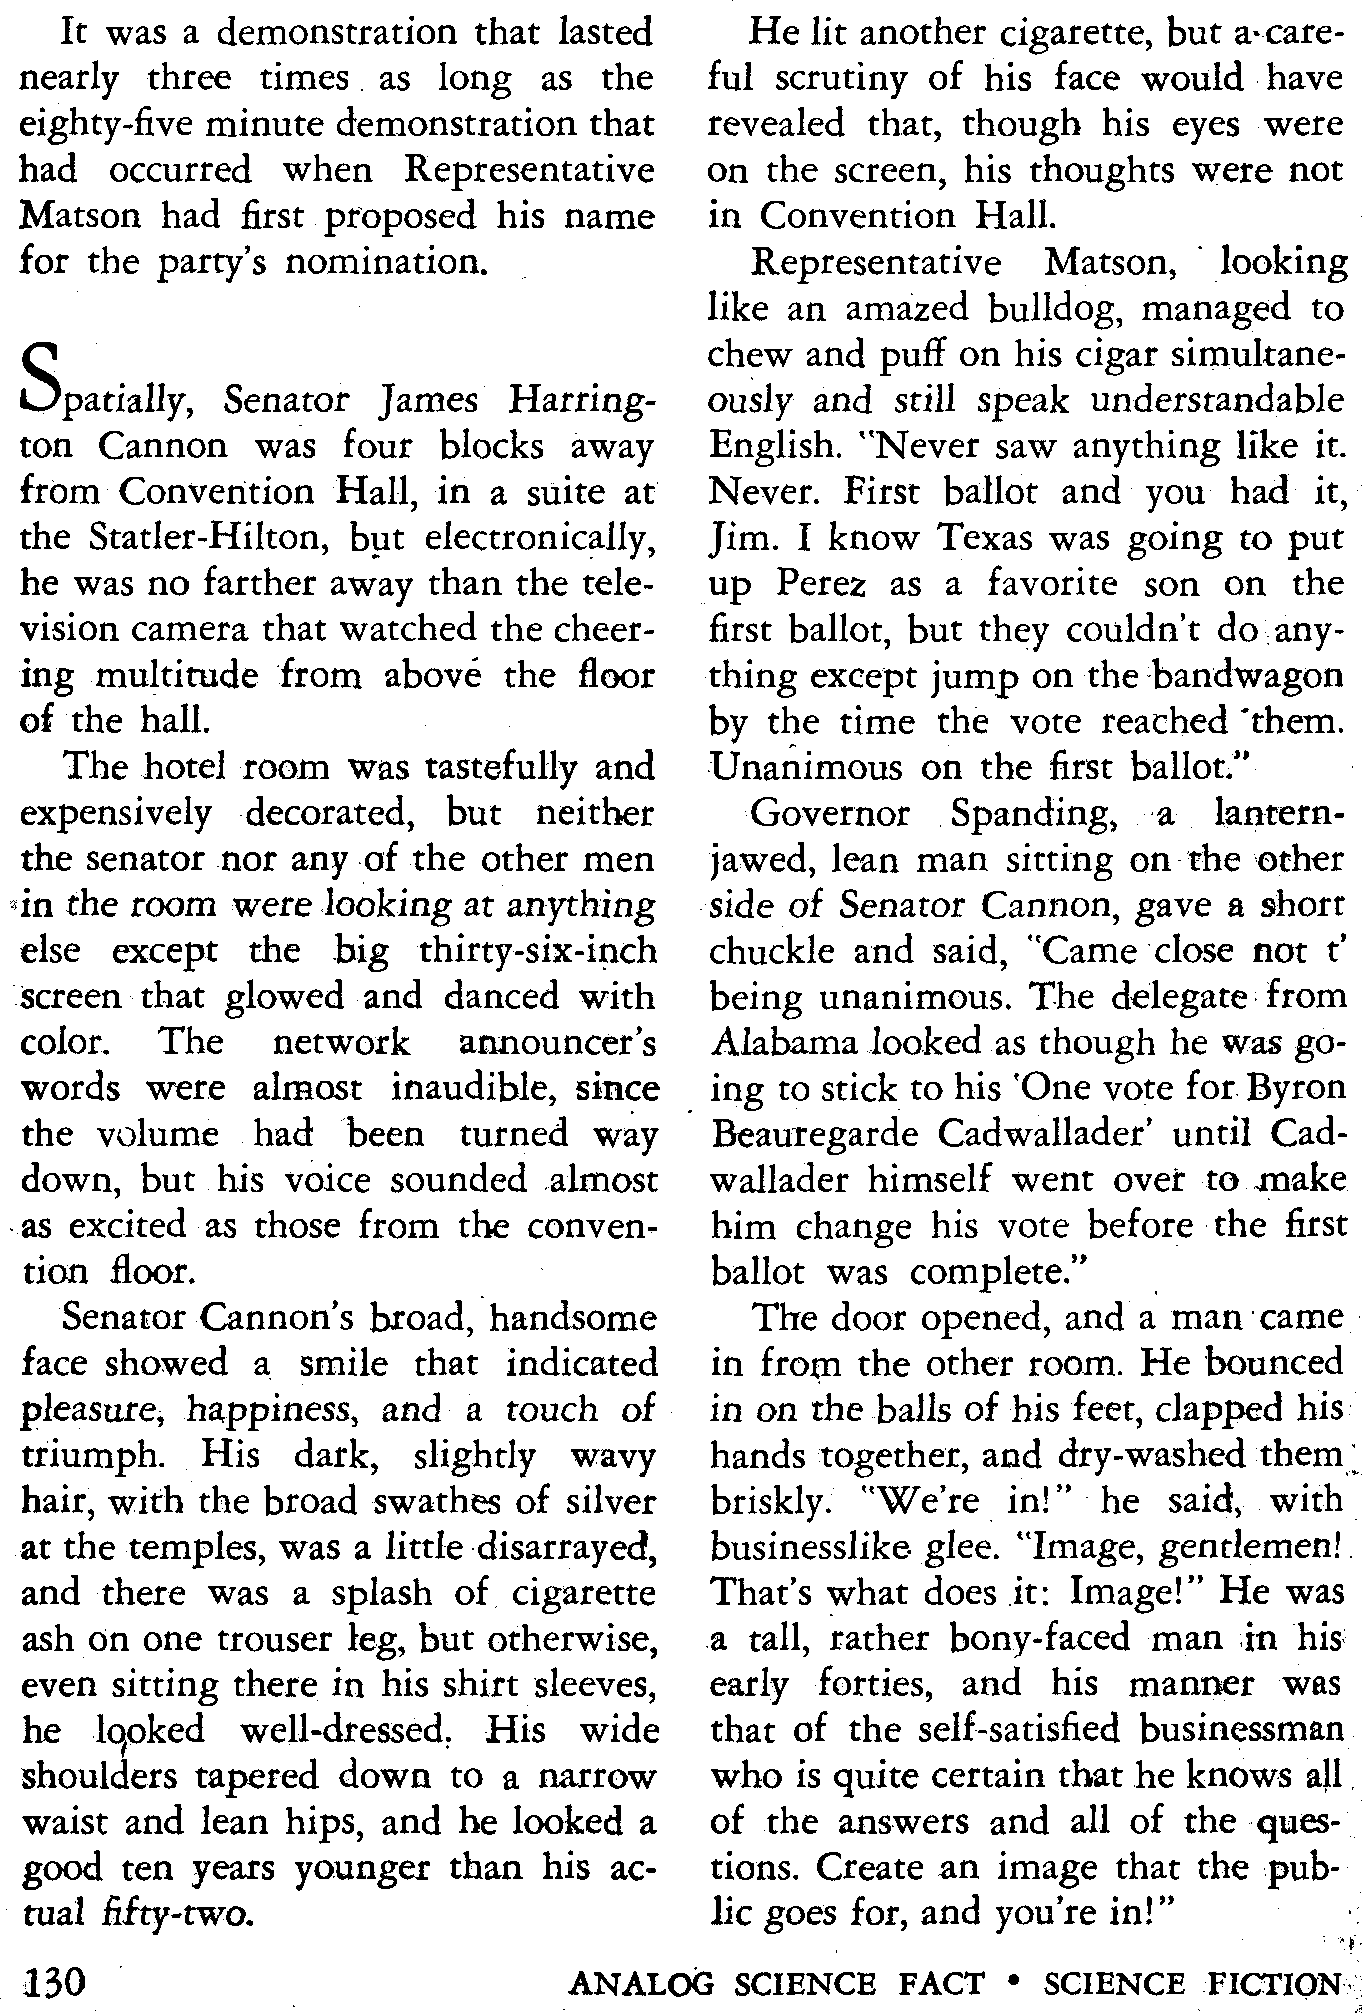 It was a demonstration that lasted
nearly three times as long as the
eighty-five minute demonstration that
had occurred when Representative
Matson had first proposed his name
for the party's nomination.
Spatially, Senator James Harring-
ton Cannon was four blocks away
from Convention Hall, in a suite at
the Statler-Hilton, but electronically,
he was no farther away than the tele-
vision camera that watched the cheer-
ing multitude from above the floor
of the hall.
The hotel room was tastefully and
expensively decorated, but neither
the senator nor any of the other men
in the room were looking at anything
else except the big thirty-six-inch
screen that glowed and danced with
color. The network announcer's
words were almost inaudible, since
the volume had been turned way
down, but his voice sounded almost
as excited as those from the conven-
tion floor.
Senator Cannon's broad, handsome
face showed a smile that indicated
pleasure, happiness, and a touch of
triumph. His dark, slightly wavy
hair, with the broad swathes of silver
at the temples, was a little disarrayed,
and there was a splash of cigarette
ash on one trouser leg, but otherwise,
even sitting there in his shirt sleeves,
he looked well-dressed. His wide
shoulders tapered down to a narrow
waist and lean hips, and he looked a
good ten years younger than his ac-
tual fifty-two.
He lit another cigarette, but a care-
ful scrutiny of his face would have
revealed that, though his eyes were
on the screen, his thoughts were not
in Convention Hall.
Representative Matson, looking
like an amazed bulldog, managed to
chew and puff on his cigar simultane-
ously and still speak understandable
English. "Never saw anything like it.
Never. First ballot and you had it,
Jim. I know Texas was going to put
up Perez as a favorite son on the
first ballot, but they couldn't do any-
thing except jump on the bandwagon
by the time the vote reached them.
Unanimous on the first ballot."
Governor Spanding, a lantern-
jawed, lean man sitting on the other
side of Senator Cannon, gave a short
chuckle and said, "Came close not t'
being unanimous. The delegate from
Alabama looked as though he was go-
ing to stick to his 'One vote for Byron
Beauregarde Cadwallader' until Cad-
wallader himself went over to make
him change his vote before the first
ballot was complete."
The door opened, and a man came
in from the other room. He bounced
in on the balls of his feet, clapped his
hands together, and dry-washed them
briskly. "We're in!" he said, with
businesslike glee. "Image, gentlemen!
That's what does it: Image!" He was
a tall, rather bony-faced man in his
early forties, and his manner was
that of the self-satisfied businessman
who is quite certain that he knows all
of the answers and all of the ques-
tions. Create an image that the pub-
lic goes for, and you're in!"
130
ANALOG SCIENCE FACT • SCIENCE FICTION